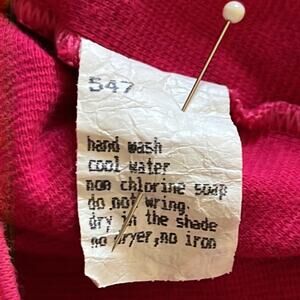 547
hand wash
cool water
non chlorine soap
do not wring.
dry in the shade
no dryer,no iron